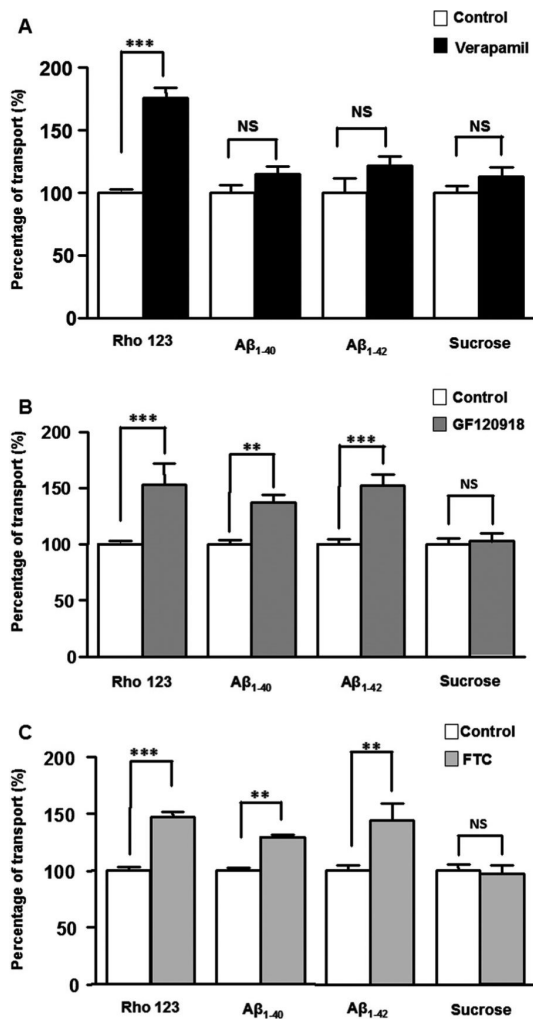 A
Control
Verapamil
Percentage of transport (%)
200
150
100
50
0
***
NS
NS
NS
Rho 123
Aβ₁₋₄₀
Aβ₁₋₄₂
Sucrose
B
Control
GF120918
Percentage of transport (%)
200
150
100
50
0
***
**
***
NS
Rho 123
Aβ₁₋₄₀
Aβ₁₋₄₂
Sucrose
C
Control
FTC
Percentage of transport (%)
200
150
100
50
0
***
**
**
NS
Rho 123
Aβ₁₋₄₀
Aβ₁₋₄₂
Sucrose